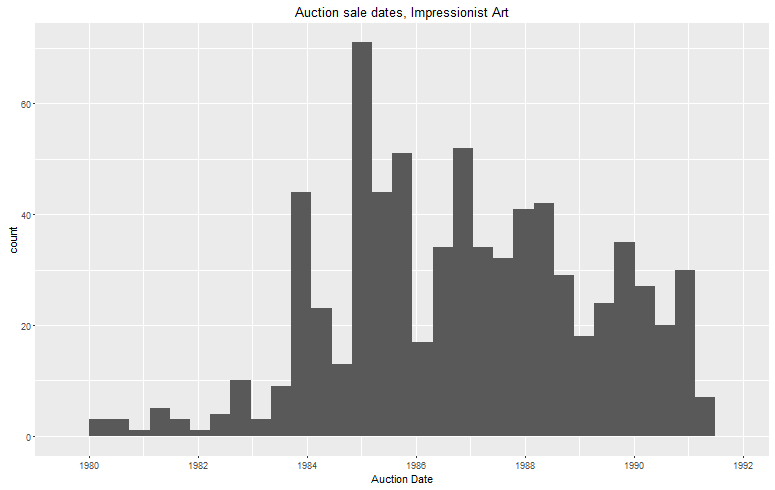 Auction sale dates, Impressionist Art
count
60
40
20
0
1980 1982 1984 1986 1988 1990 1992
Auction Date